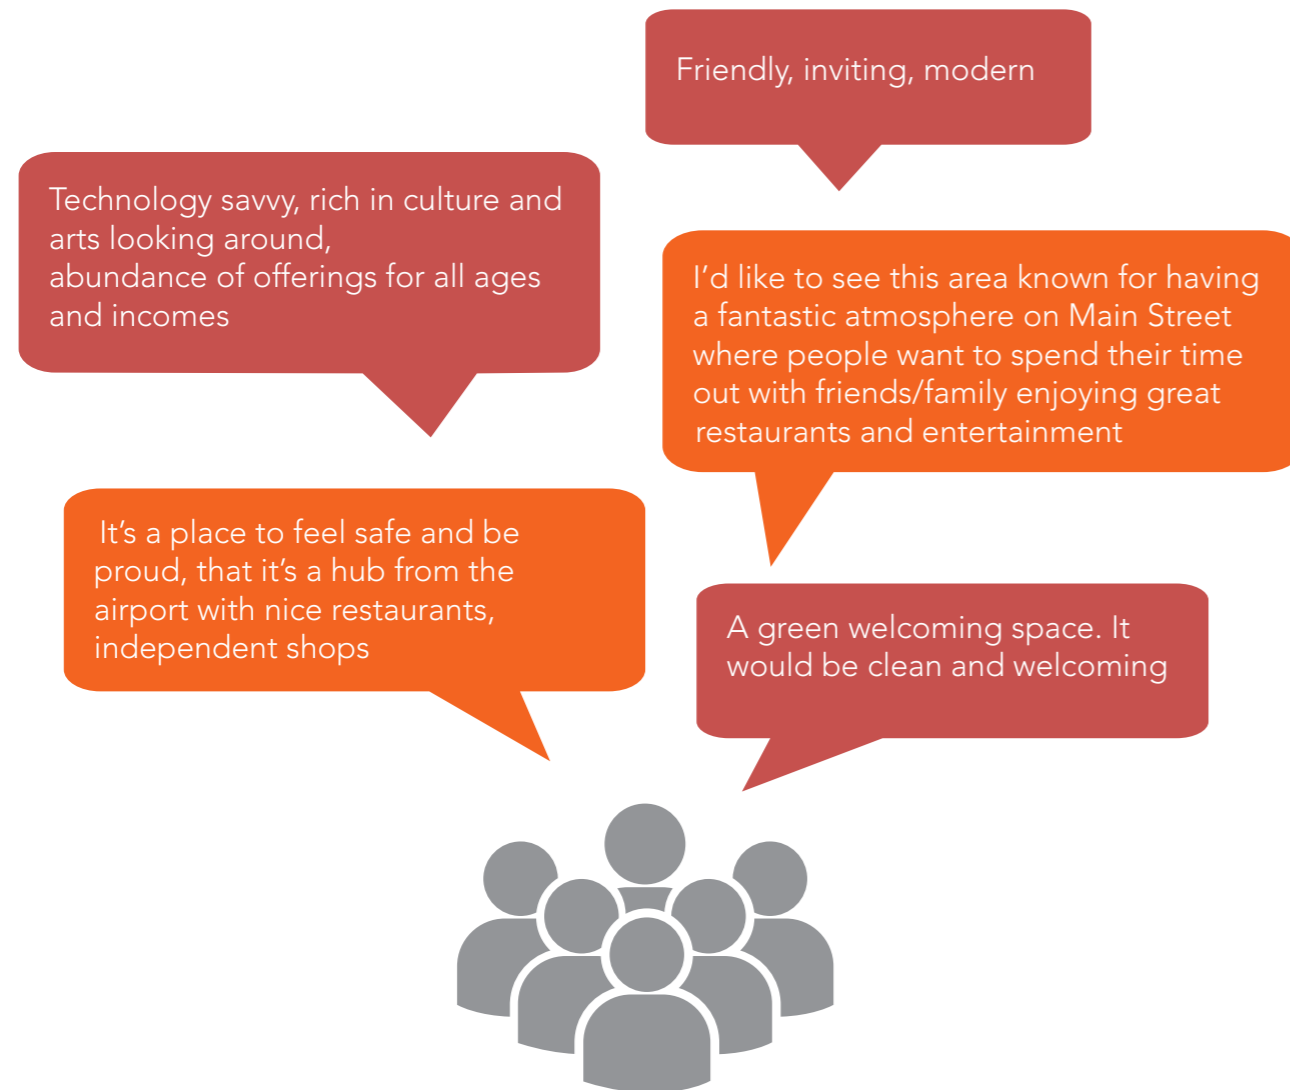 Friendly, inviting, modern
Technology savvy, rich in culture and
arts looking around,
abundance of offerings for all ages
and incomes
I’d like to see this area known for having
a fantastic atmosphere on Main Street
where people want to spend their time
out with friends/family enjoying great
restaurants and entertainment
It’s a place to feel safe and be
proud, that it’s a hub from the
airport with nice restaurants,
independent shops
A green welcoming space. It
would be clean and welcoming